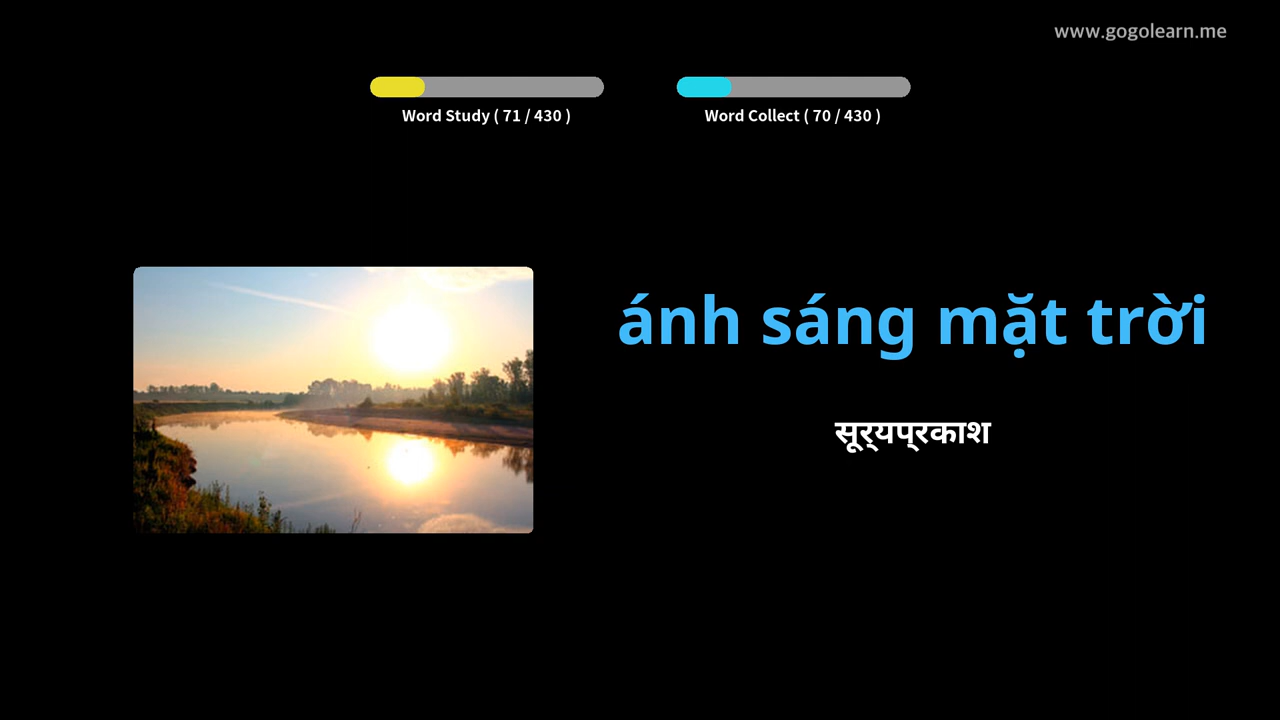 www.gogolearn.me
Word Study ( 71 / 430 )
Word Collect ( 70 / 430 )
ánh sáng mặt trời
सूर्यप्रकाश